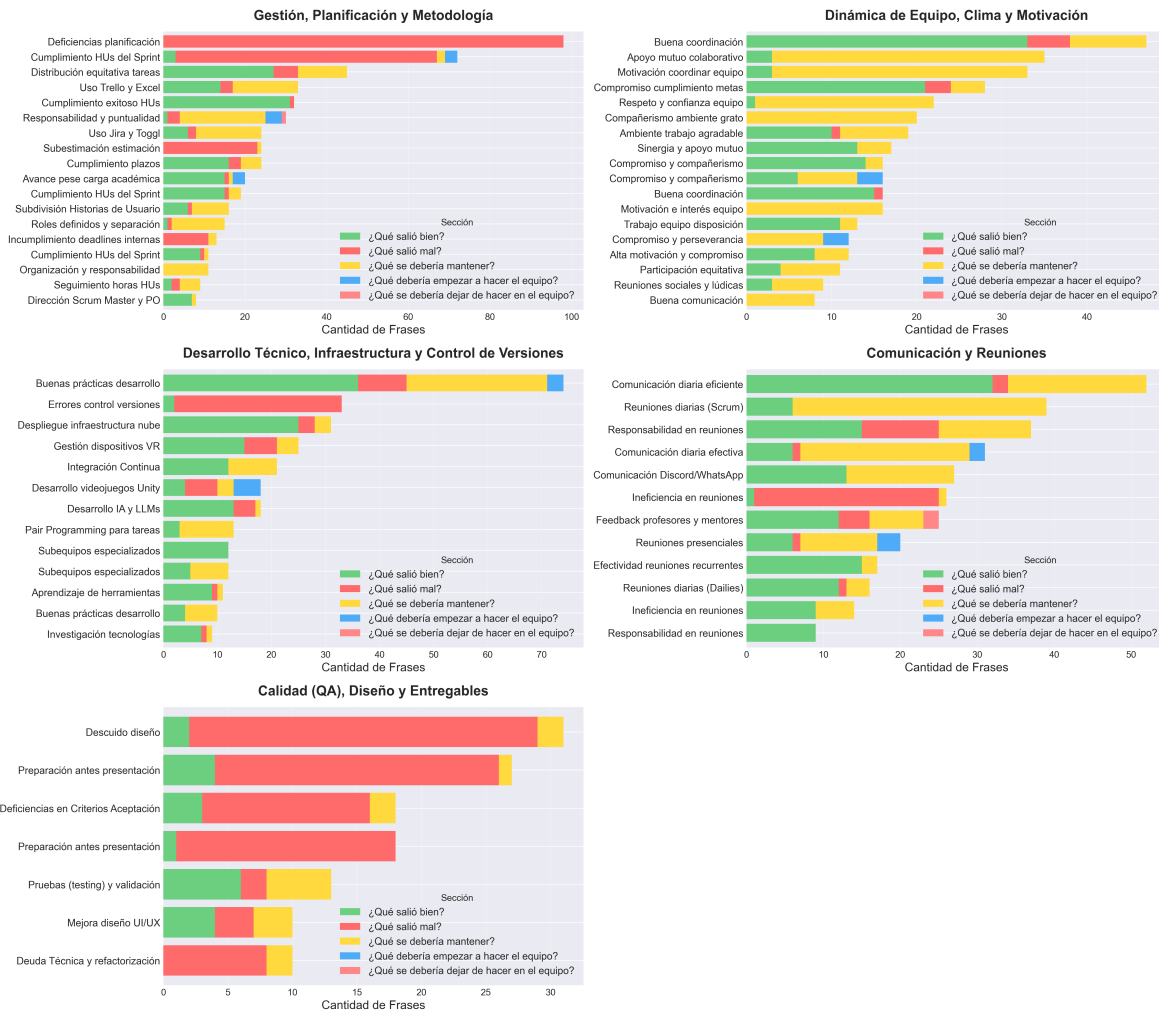 Gestión, Planificación y Metodología
Deficiencias planificación
Cumplimiento HUs del Sprint
Distribución equitativa tareas
Uso Trello y Excel
Cumplimiento exitoso HUs
Responsabilidad y puntualidad
Uso Jira y Toggl
Subestimación estimación
Cumplimiento plazos
Avance pese carga académica
Cumplimiento HUs del Sprint
Subdivisión Historias de Usuario
Roles definidos y separación
Incumplimiento deadlines internas
Cumplimiento HUs del Sprint
Organización y responsabilidad
Seguimiento horas HUs
Dirección Scrum Master y PO
Sección
¿Qué salió bien?
¿Qué salió mal?
¿Qué se debería mantener?
¿Qué debería empezar a hacer el equipo?
¿Qué se debería dejar de hacer en el equipo?
0 20 40 60 80 100
Cantidad de Frases
Dinámica de Equipo, Clima y Motivación
Buena coordinación
Apoyo mutuo colaborativo
Motivación coordinar equipo
Compromiso cumplimiento metas
Respeto y confianza equipo
Compañerismo ambiente grato
Ambiente trabajo agradable
Sinergia y apoyo mutuo
Compromiso y compañerismo
Compromiso y compañerismo
Buena coordinación
Motivación e interés equipo
Trabajo equipo disposición
Compromiso y perseverancia
Alta motivación y compromiso
Participación equitativa
Reuniones sociales y lúdicas
Buena comunicación
Sección
¿Qué salió bien?
¿Qué salió mal?
¿Qué se debería mantener?
¿Qué debería empezar a hacer el equipo?
¿Qué se debería dejar de hacer en el equipo?
0 10 20 30 40
Cantidad de Frases
Desarrollo Técnico, Infraestructura y Control de Versiones
Buenas prácticas desarrollo
Errores control versiones
Despliegue infraestructura nube
Gestión dispositivos VR
Integración Continua
Desarrollo videojuegos Unity
Desarrollo IA y LLMs
Pair Programming para tareas
Subequipos especializados
Subequipos especializados
Aprendizaje de herramientas
Buenas prácticas desarrollo
Investigación tecnologías
Sección
¿Qué salió bien?
¿Qué salió mal?
¿Qué se debería mantener?
¿Qué debería empezar a hacer el equipo?
¿Qué se debería dejar de hacer en el equipo?
0 10 20 30 40 50 60 70
Cantidad de Frases
Comunicación y Reuniones
Comunicación diaria eficiente
Reuniones diarias (Scrum)
Responsabilidad en reuniones
Comunicación diaria efectiva
Comunicación Discord/WhatsApp
Ineficiencia en reuniones
Feedback profesores y mentores
Reuniones presenciales
Efectividad reuniones recurrentes
Reuniones diarias (Dailies)
Ineficiencia en reuniones
Responsabilidad en reuniones
Sección
¿Qué salió bien?
¿Qué salió mal?
¿Qué se debería mantener?
¿Qué debería empezar a hacer el equipo?
¿Qué se debería dejar de hacer en el equipo?
0 10 20 30 40 50
Cantidad de Frases
Calidad (QA), Diseño y Entregables
Descuido diseño
Preparación antes presentación
Deficiencias en Criterios Aceptación
Preparación antes presentación
Pruebas (testing) y validación
Mejora diseño UI/UX
Deuda Técnica y refactorización
Sección
¿Qué salió bien?
¿Qué salió mal?
¿Qué se debería mantener?
¿Qué debería empezar a hacer el equipo?
¿Qué se debería dejar de hacer en el equipo?
0 5 10 15 20 25 30
Cantidad de Frases